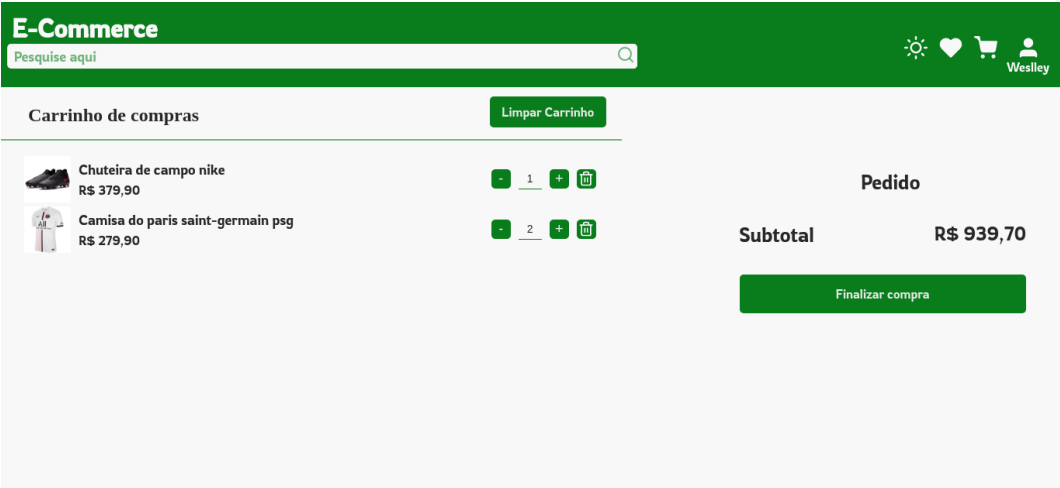 E-Commerce
Pesquise aqui
Weslley
Carrinho de compras
Limpar Carrinho
Chuteira de campo nike
R$ 379,90
- 1 +
Camisa do paris saint-germain psg
R$ 279,90
- 2 +
Pedido
Subtotal R$ 939,70
Finalizar compra